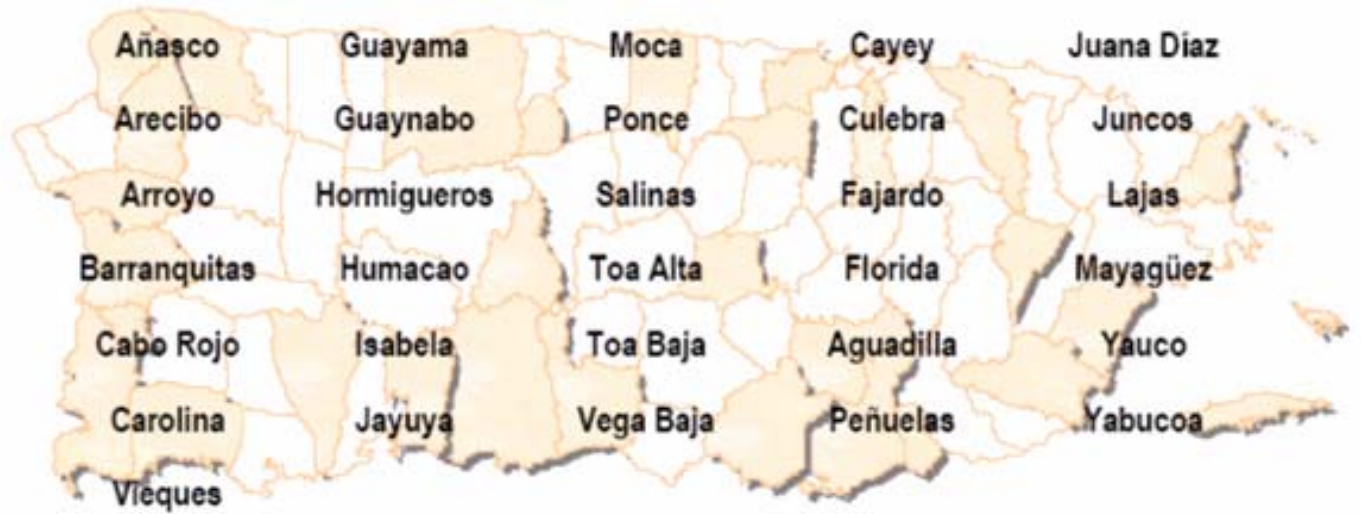 Añasco Guayama Moca Cayey Juana Díaz
Arecibo Guaynabo Ponce Culebra Juncos
Arroyo Hormigueros Salinas Fajardo Lajas
Barranquitas Humacao Toa Alta Florida Mayagüez
Cabo Rojo Isabela Toa Baja Aguadilla Yauco
Carolina Jayuya Vega Baja Peñuelas Yabucoa
Vieques